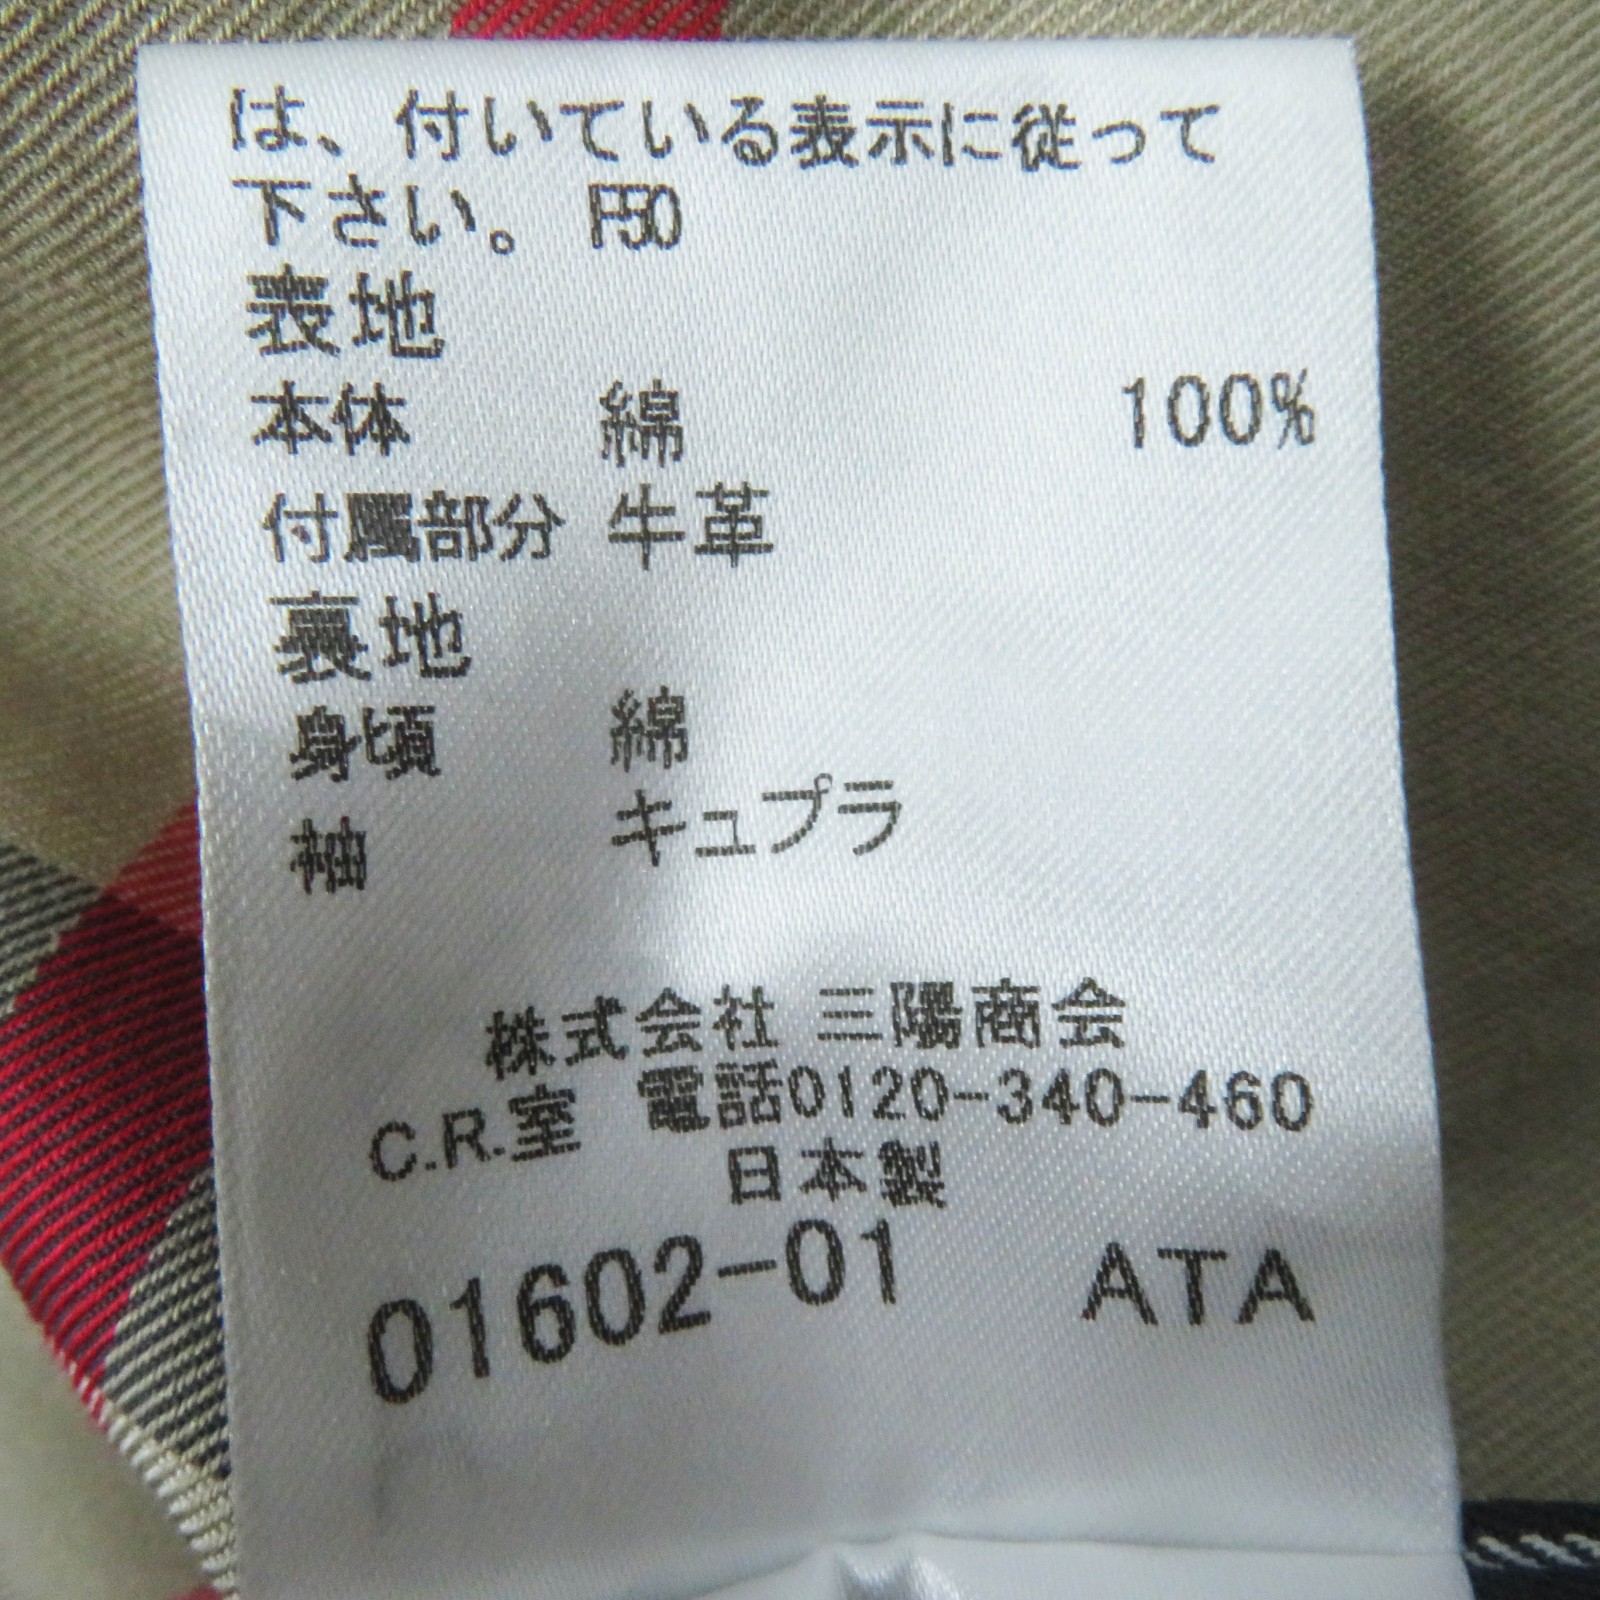 は、付いている表示に従って
下さい。 F50
表地
本体 綿 100%
付属部分 牛革
裏地
身頃 綿
袖 キュプラ
株式会社 三陽商会
C.R.室 電話0120-340-460
日本製
01602-01 ATA